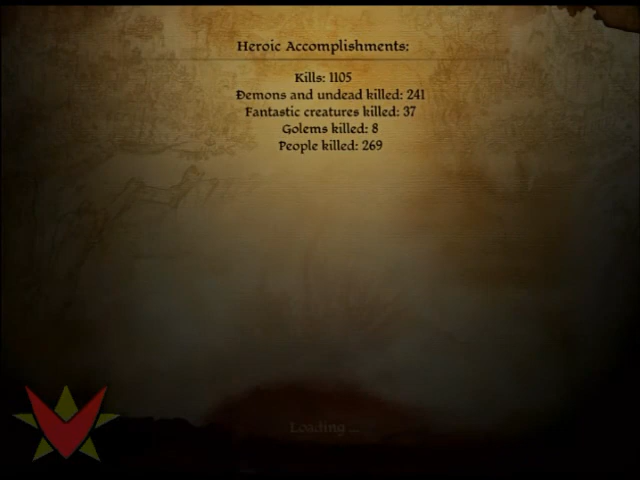 Heroic Accomplishments:
Kills: 1105
Demons and undead killed: 241
Fantastic creatures killed: 37
Golems killed: 8
People killed: 269
Loading ...